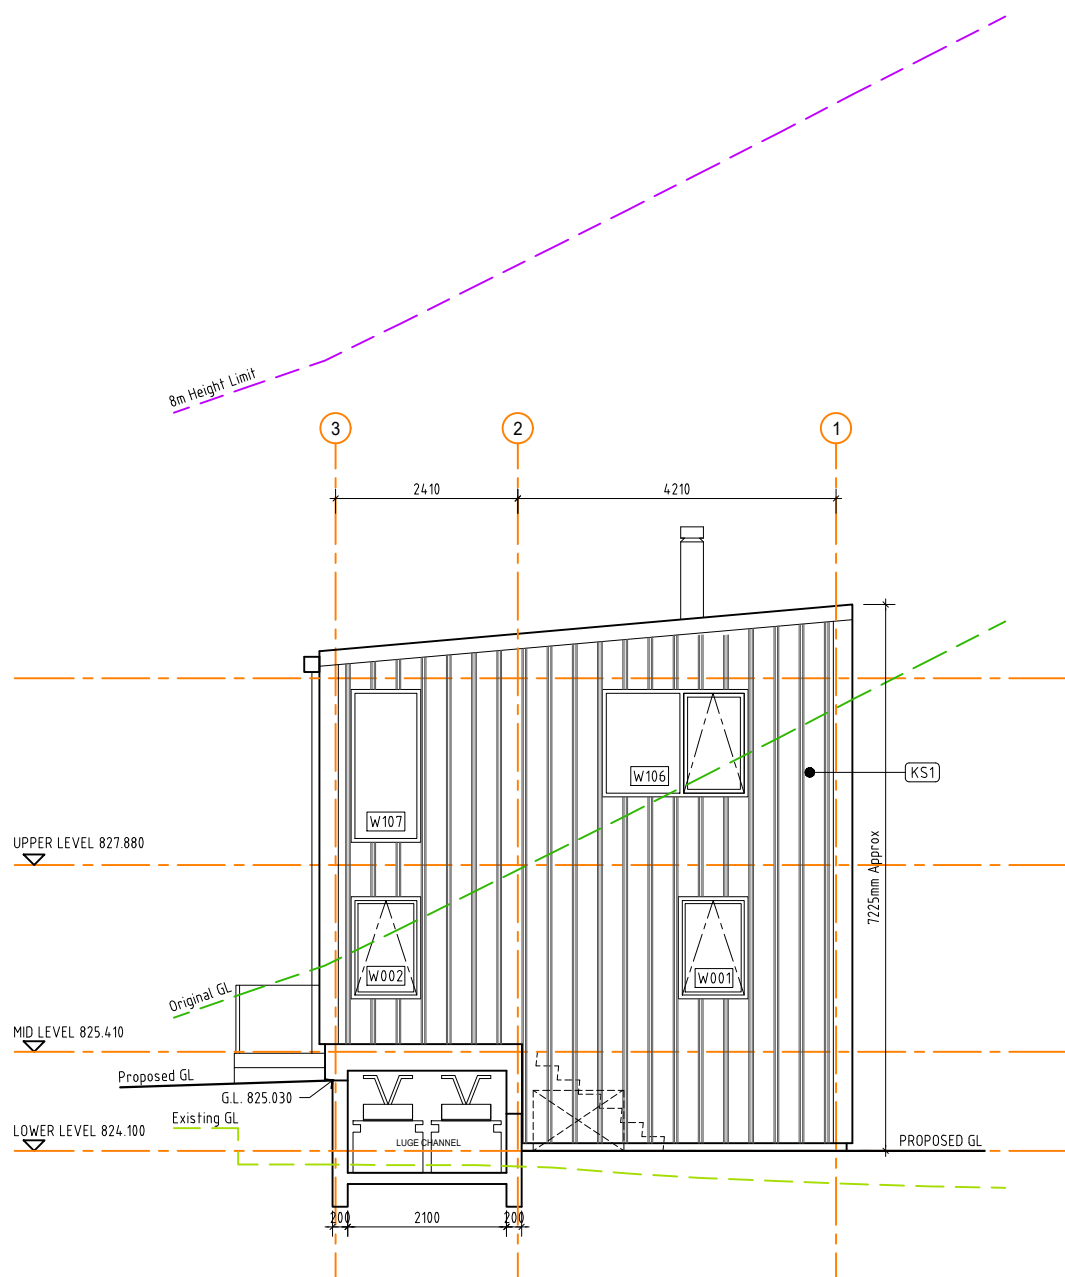 8m Height Limit
3
2
1
2410
4210
W106
KS1
W107
UPPER LEVEL 827.880
7225mm Approx
W002
W001
Original GL
MID LEVEL 825.410
Proposed GL
G.L. 825.030
Existing GL
LOWER LEVEL 824.100
LUGE CHANNEL
PROPOSED GL
200
2100
200